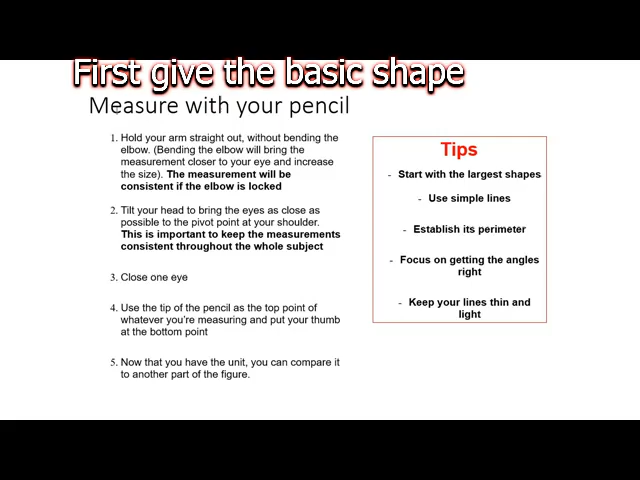 First give the basic shape
Measure with your pencil
1. Hold your arm straight out, without bending the
elbow. (Bending the elbow will bring the
measurement closer to your eye and increase
the size). The measurement will be
consistent if the elbow is locked
2. Tilt your head to bring the eyes as close as
possible to the pivot point at your shoulder.
This is important to keep the measurements
consistent throughout the whole subject
3. Close one eye
4. Use the tip of the pencil as the top point of
whatever you're measuring and put your thumb
at the bottom point
5. Now that you have the unit, you can compare it
to another part of the figure.
Tips
- Start with the largest shapes
- Use simple lines
- Establish its perimeter
- Focus on getting the angles
right
- Keep your lines thin and
light